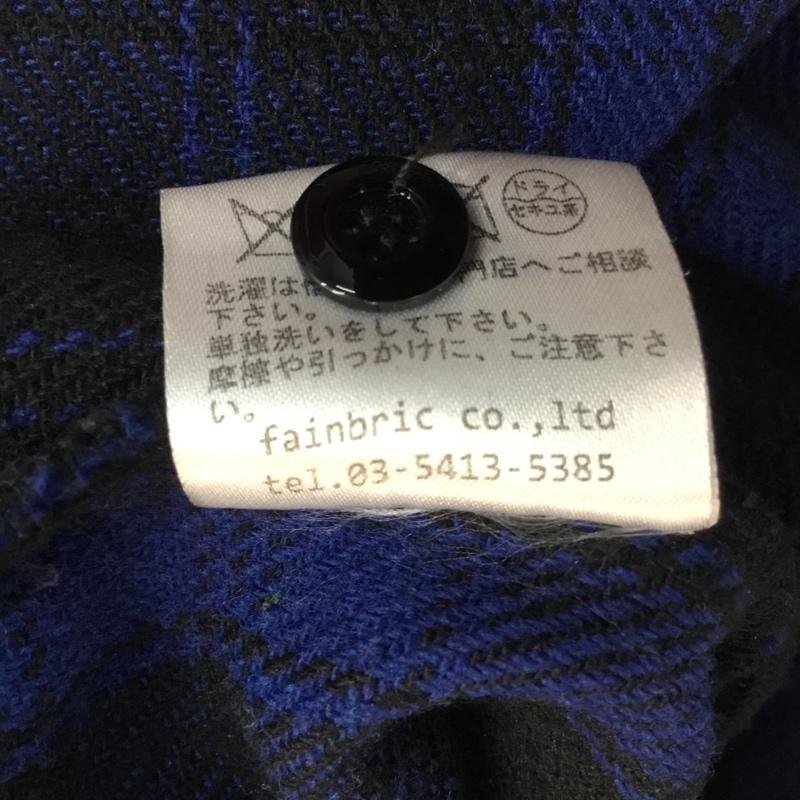 ドライ
セキユ系
洗濯は 門店へご相談
下さい。
単独洗いをして下さい。
摩擦や引っかけに、ご注意下さ
い。
fainbric co.,ltd
tel.03-5413-5385